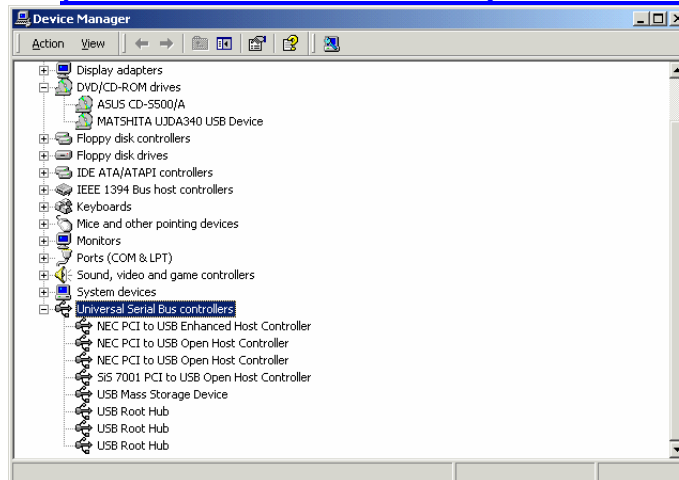 Device Manager
Action View
Display adapters
DVD/CD-ROM drives
ASUS CD-S500/A
MATSHITA UJDA340 USB Device
Floppy disk controllers
Floppy disk drives
IDE ATA/ATAPI controllers
IEEE 1394 Bus host controllers
Keyboards
Mice and other pointing devices
Monitors
Ports (COM & LPT)
Sound, video and game controllers
System devices
Universal Serial Bus controllers
NEC PCI to USB Enhanced Host Controller
NEC PCI to USB Open Host Controller
NEC PCI to USB Open Host Controller
SiS 7001 PCI to USB Open Host Controller
USB Mass Storage Device
USB Root Hub
USB Root Hub
USB Root Hub